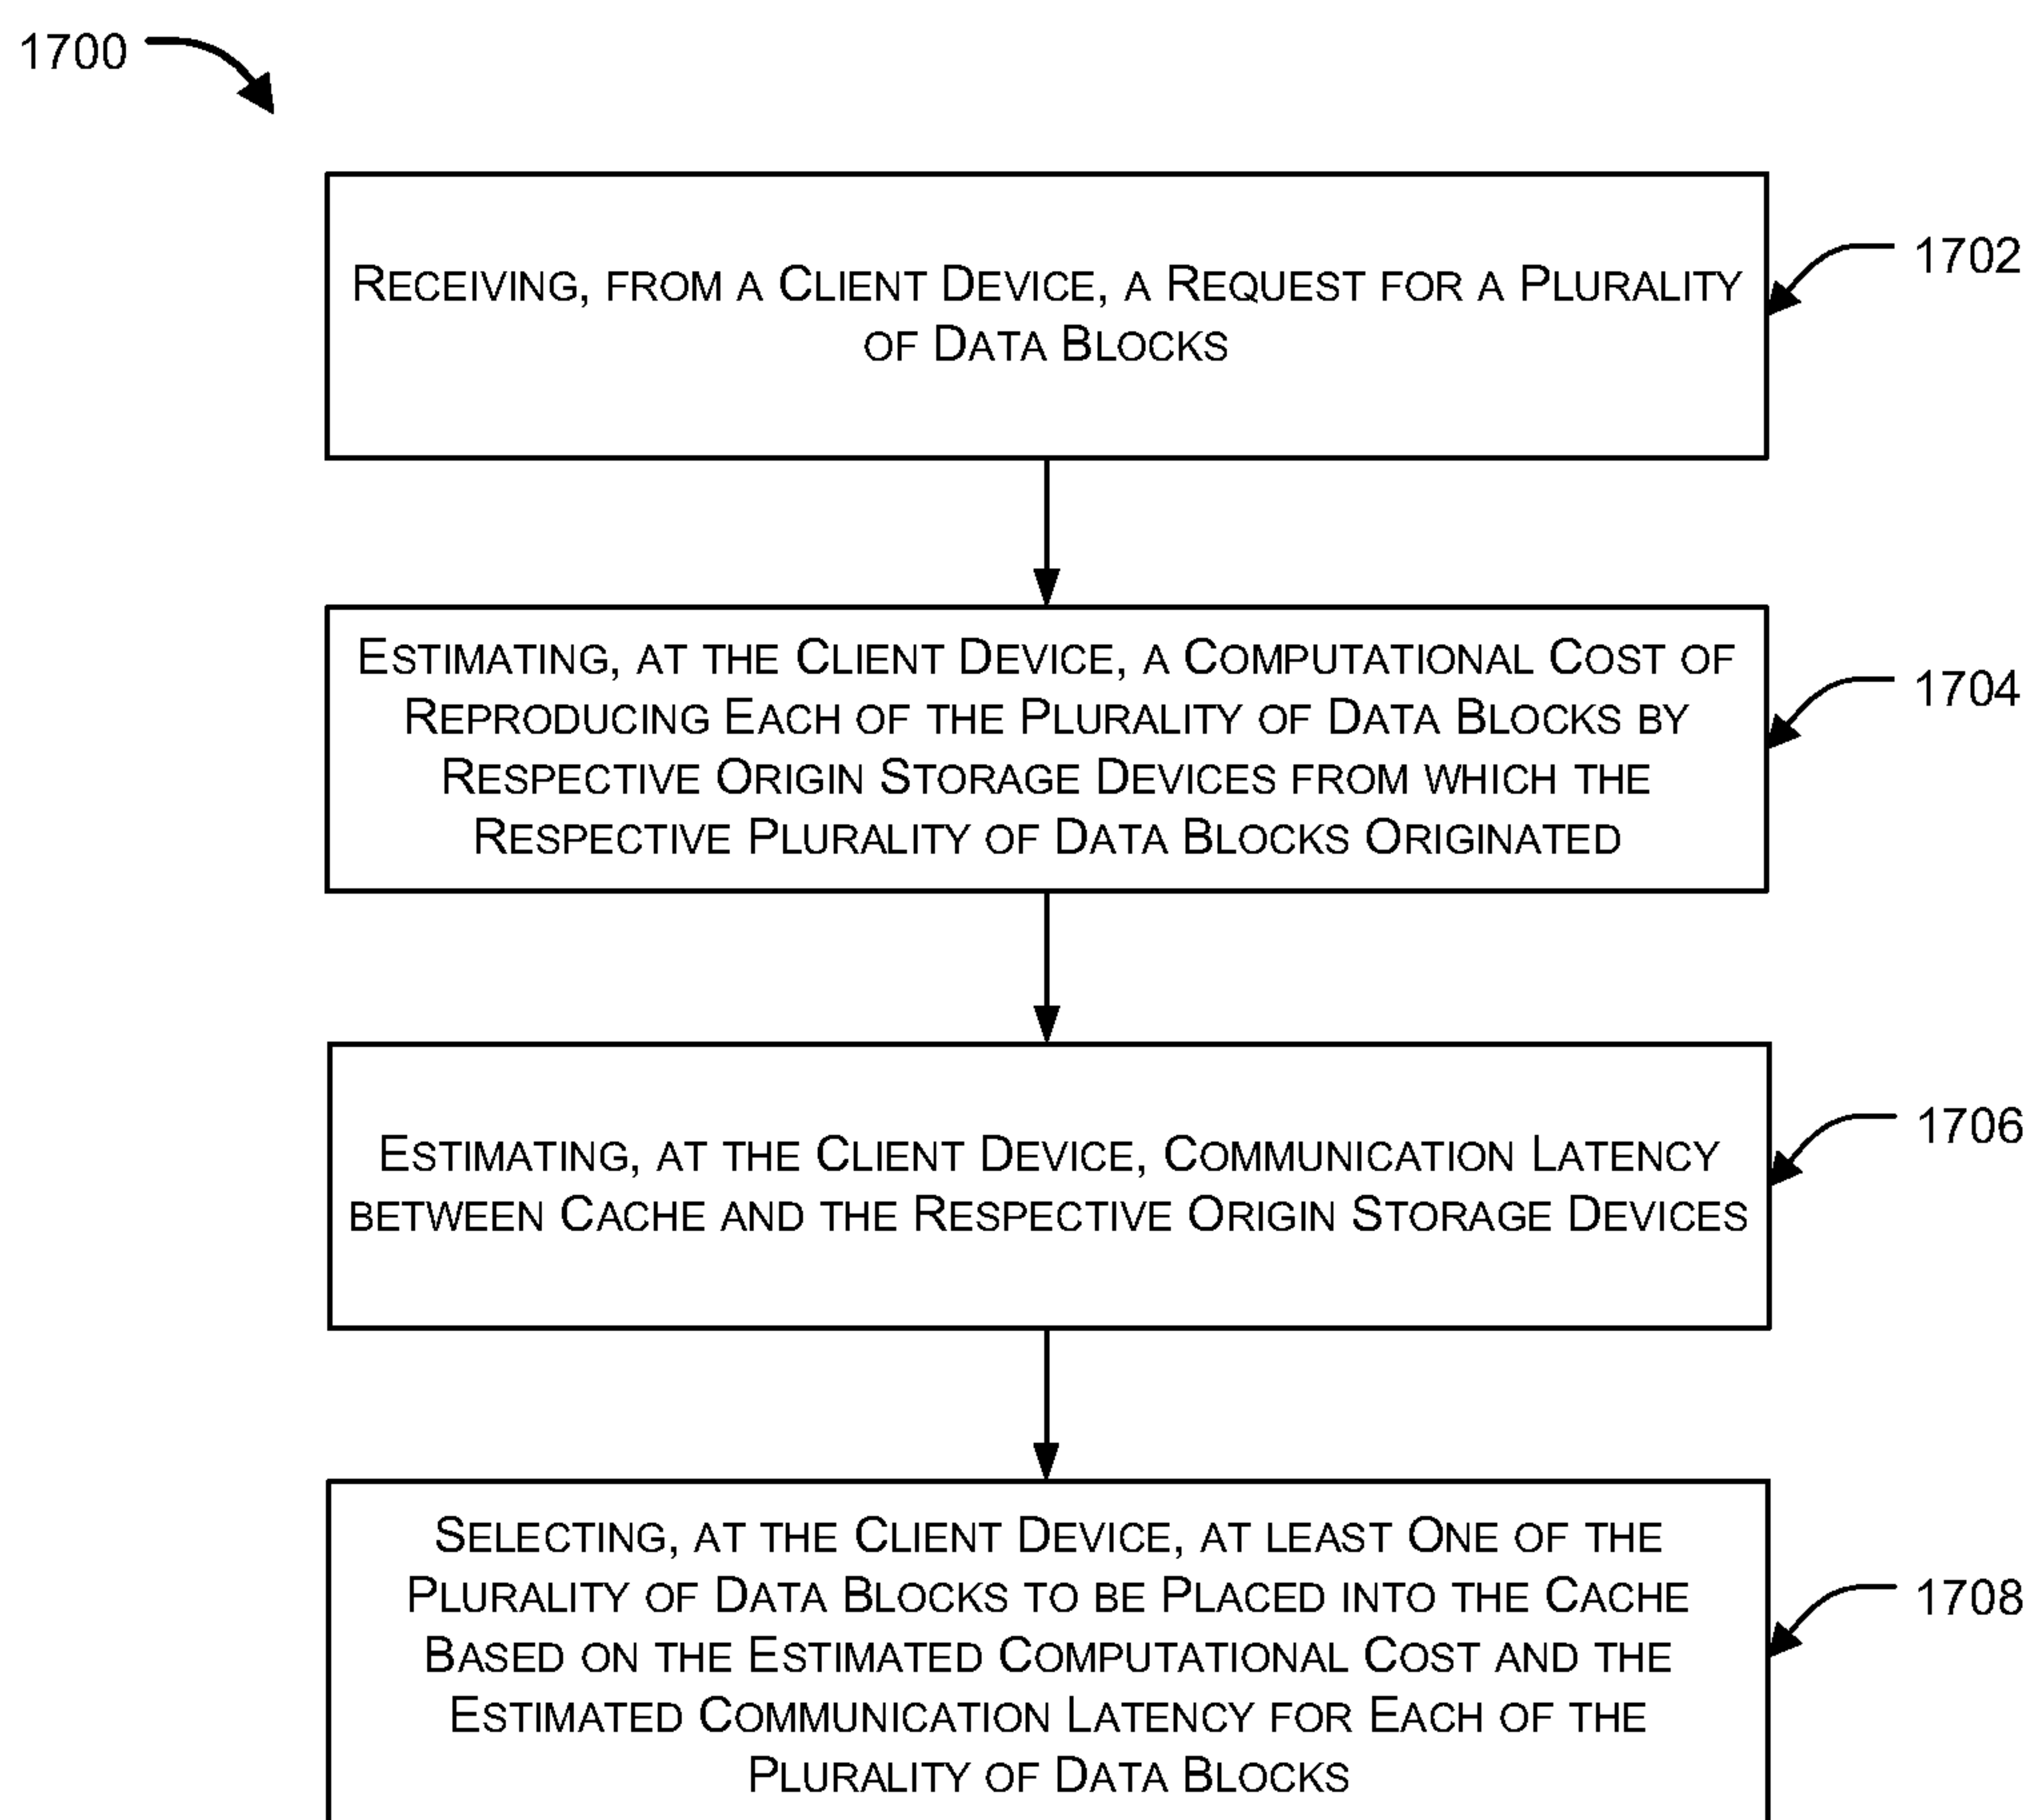 1700
RECEIVING, FROM A CLIENT DEVICE, A REQUEST FOR A PLURALITY
OF DATA BLOCKS
1702
ESTIMATING, AT THE CLIENT DEVICE, A COMPUTATIONAL COST OF
REPRODUCING EACH OF THE PLURALITY OF DATA BLOCKS BY
RESPECTIVE ORIGIN STORAGE DEVICES FROM WHICH THE
RESPECTIVE PLURALITY OF DATA BLOCKS ORIGINATED
1704
ESTIMATING, AT THE CLIENT DEVICE, COMMUNICATION LATENCY
BETWEEN CACHE AND THE RESPECTIVE ORIGIN STORAGE DEVICES
1706
SELECTING, AT THE CLIENT DEVICE, AT LEAST ONE OF THE
PLURALITY OF DATA BLOCKS TO BE PLACED INTO THE CACHE
BASED ON THE ESTIMATED COMPUTATIONAL COST AND THE
ESTIMATED COMMUNICATION LATENCY FOR EACH OF THE
PLURALITY OF DATA BLOCKS
1708